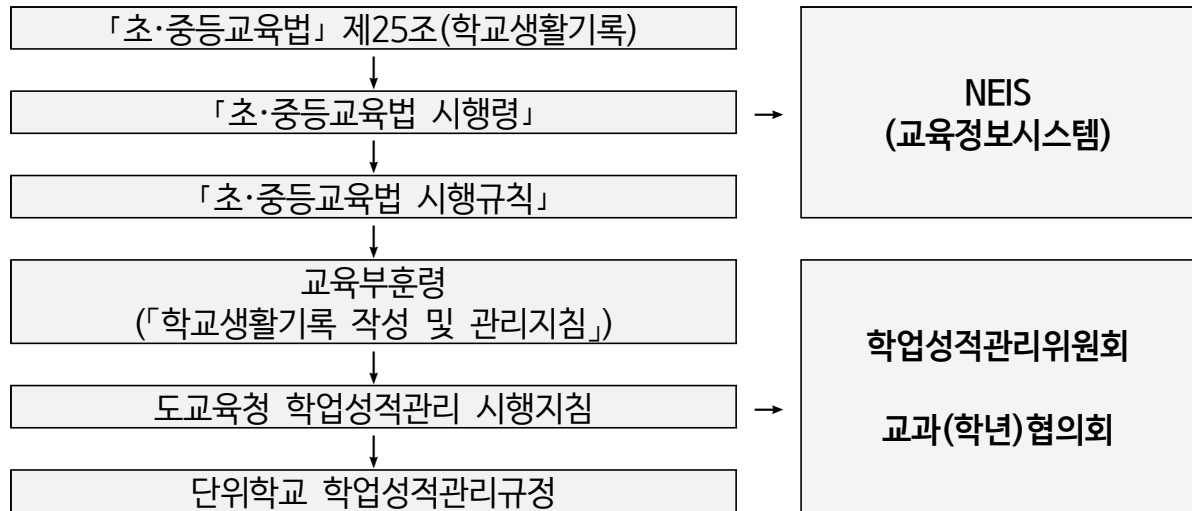 「초·중등교육법」 제25조(학교생활기록)
「초·중등교육법 시행령」
「초·중등교육법 시행규칙」
교육부훈령
(「학교생활기록 작성 및 관리지침」)
도교육청 학업성적관리 시행지침
단위학교 학업성적관리규정
NEIS
(교육정보시스템)
학업성적관리위원회
교과(학년)협의회